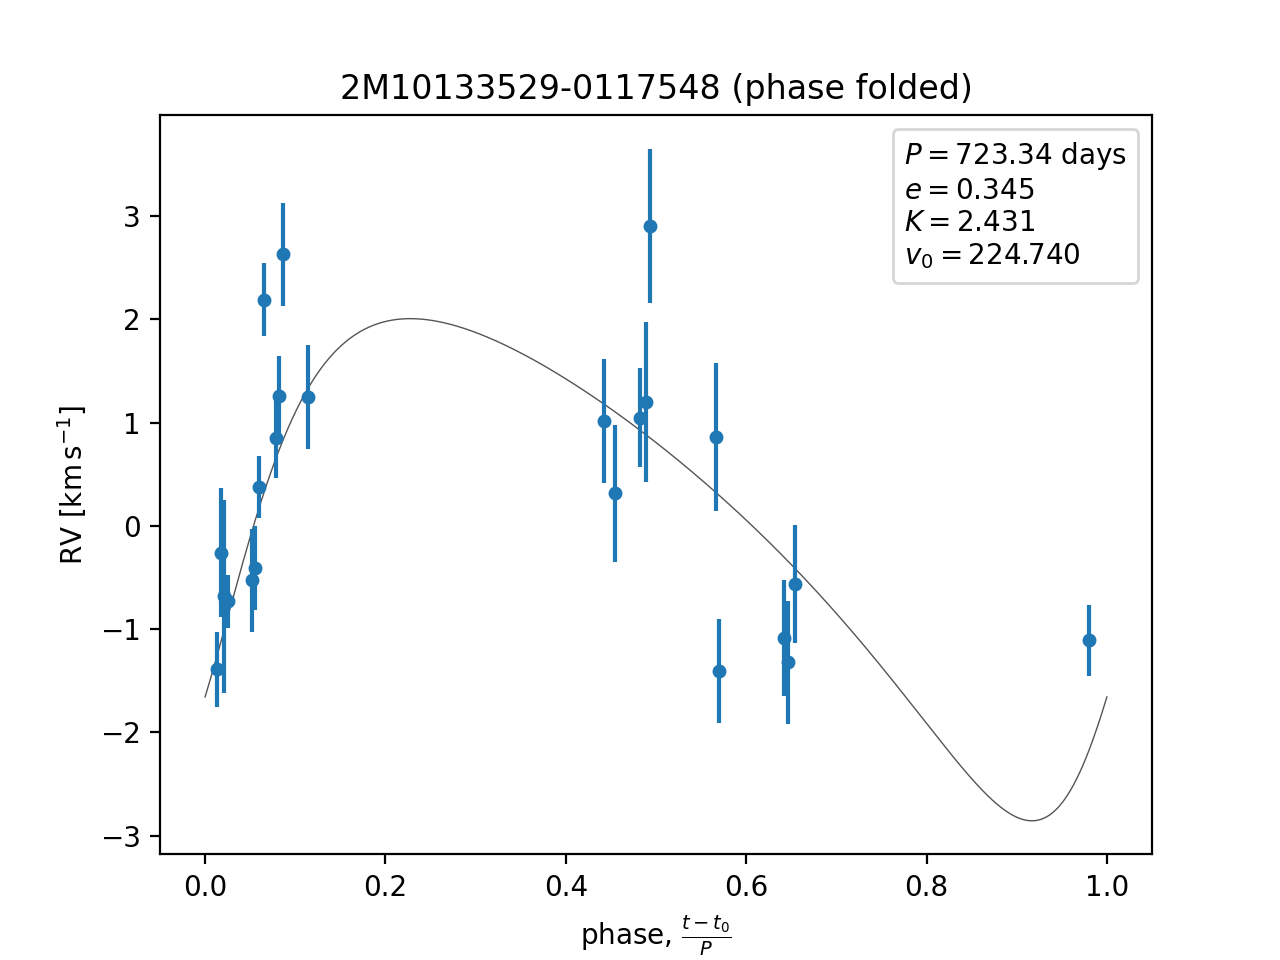 2M10133529-0117548 (phase folded)
P = 723.34 days
e = 0.345
K = 2.431
v₀ = 224.740
3
2
1
0
−1
−2
−3
RV [km s⁻¹]
0.0 0.2 0.4 0.6 0.8 1.0
phase, (t − t₀)/P